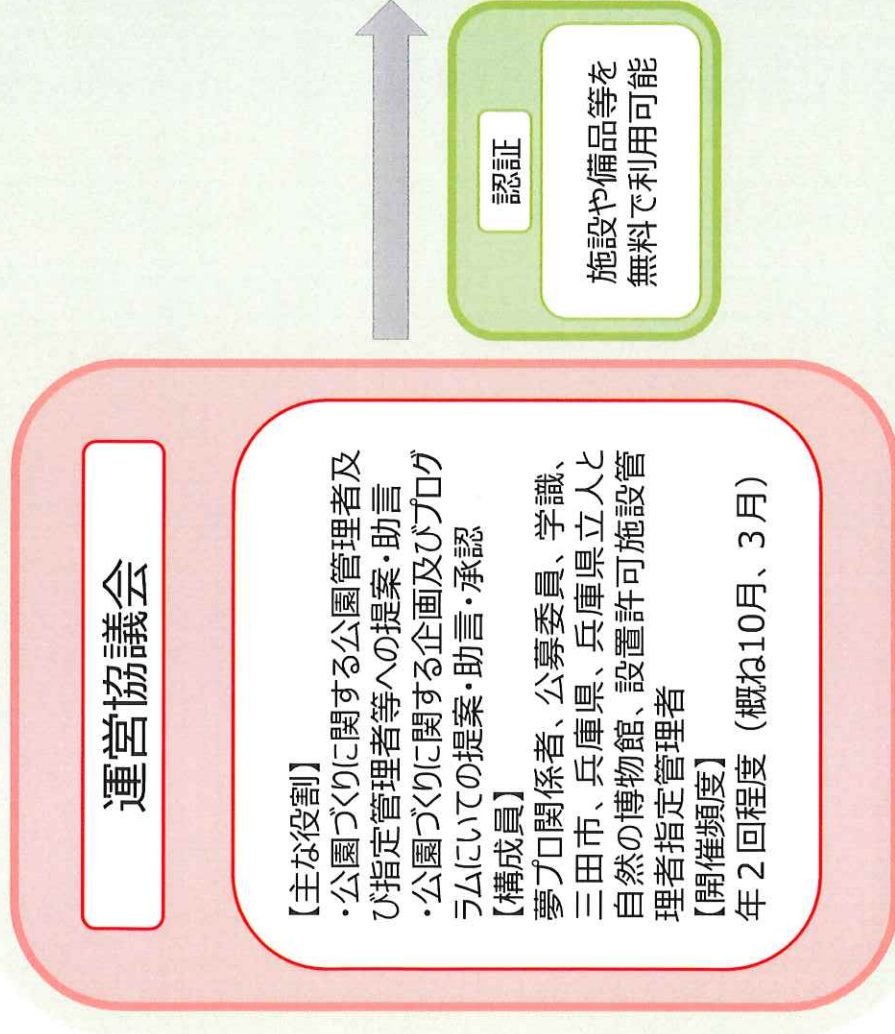 運営協議会
【主な役割】
・公園づくりに関する公園管理者及
び指定管理者等への提案・助言
・公園づくりに関する企画及びプログ
ラムにいての提案・助言・承認
【構成員】
夢プロ関係者、公募委員、学識、
三田市、兵庫県、兵庫県立人と
自然の博物館、設置許可施設管
理者指定管理者
【開催頻度】
年２回程度（概ね10月、３月）
認証
施設や備品等を
無料で利用可能